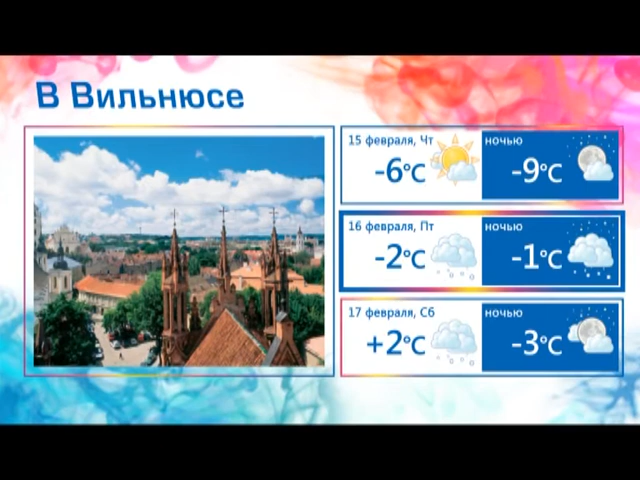 В Вильнюсе
15 февраля, Чт
-6°C
ночью
-9°C
16 февраля, Пт
-2°C
ночью
-1°C
17 февраля, Сб
+2°C
ночью
-3°C